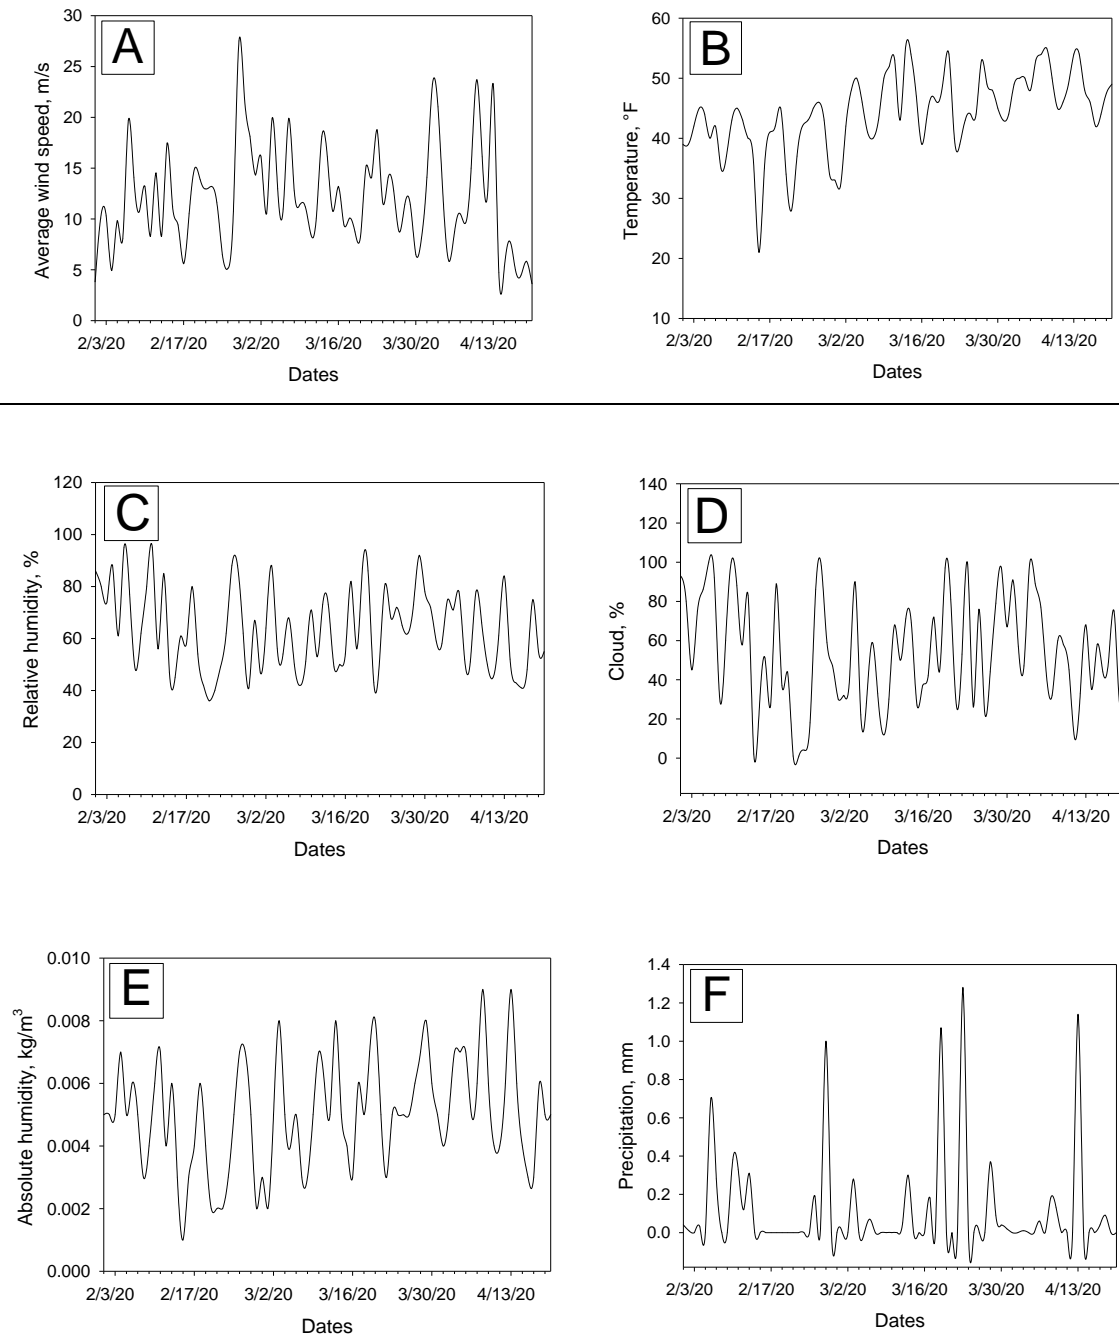 A
30
25
20
15
10
5
0
Average wind speed, m/s
2/3/20 2/17/20 3/2/20 3/16/20 3/30/20 4/13/20
Dates
B
60
50
40
30
20
10
Temperature, °F
2/3/20 2/17/20 3/2/20 3/16/20 3/30/20 4/13/20
Dates
C
120
100
80
60
40
20
0
Relative humidity, %
2/3/20 2/17/20 3/2/20 3/16/20 3/30/20 4/13/20
Dates
D
140
120
100
80
60
40
20
0
Cloud, %
2/3/20 2/17/20 3/2/20 3/16/20 3/30/20 4/13/20
Dates
E
0.010
0.008
0.006
0.004
0.002
0.000
Absolute humidity, kg/m³
2/3/20 2/17/20 3/2/20 3/16/20 3/30/20 4/13/20
Dates
F
1.4
1.2
1.0
0.8
0.6
0.4
0.2
0.0
Precipitation, mm
2/3/20 2/17/20 3/2/20 3/16/20 3/30/20 4/13/20
Dates